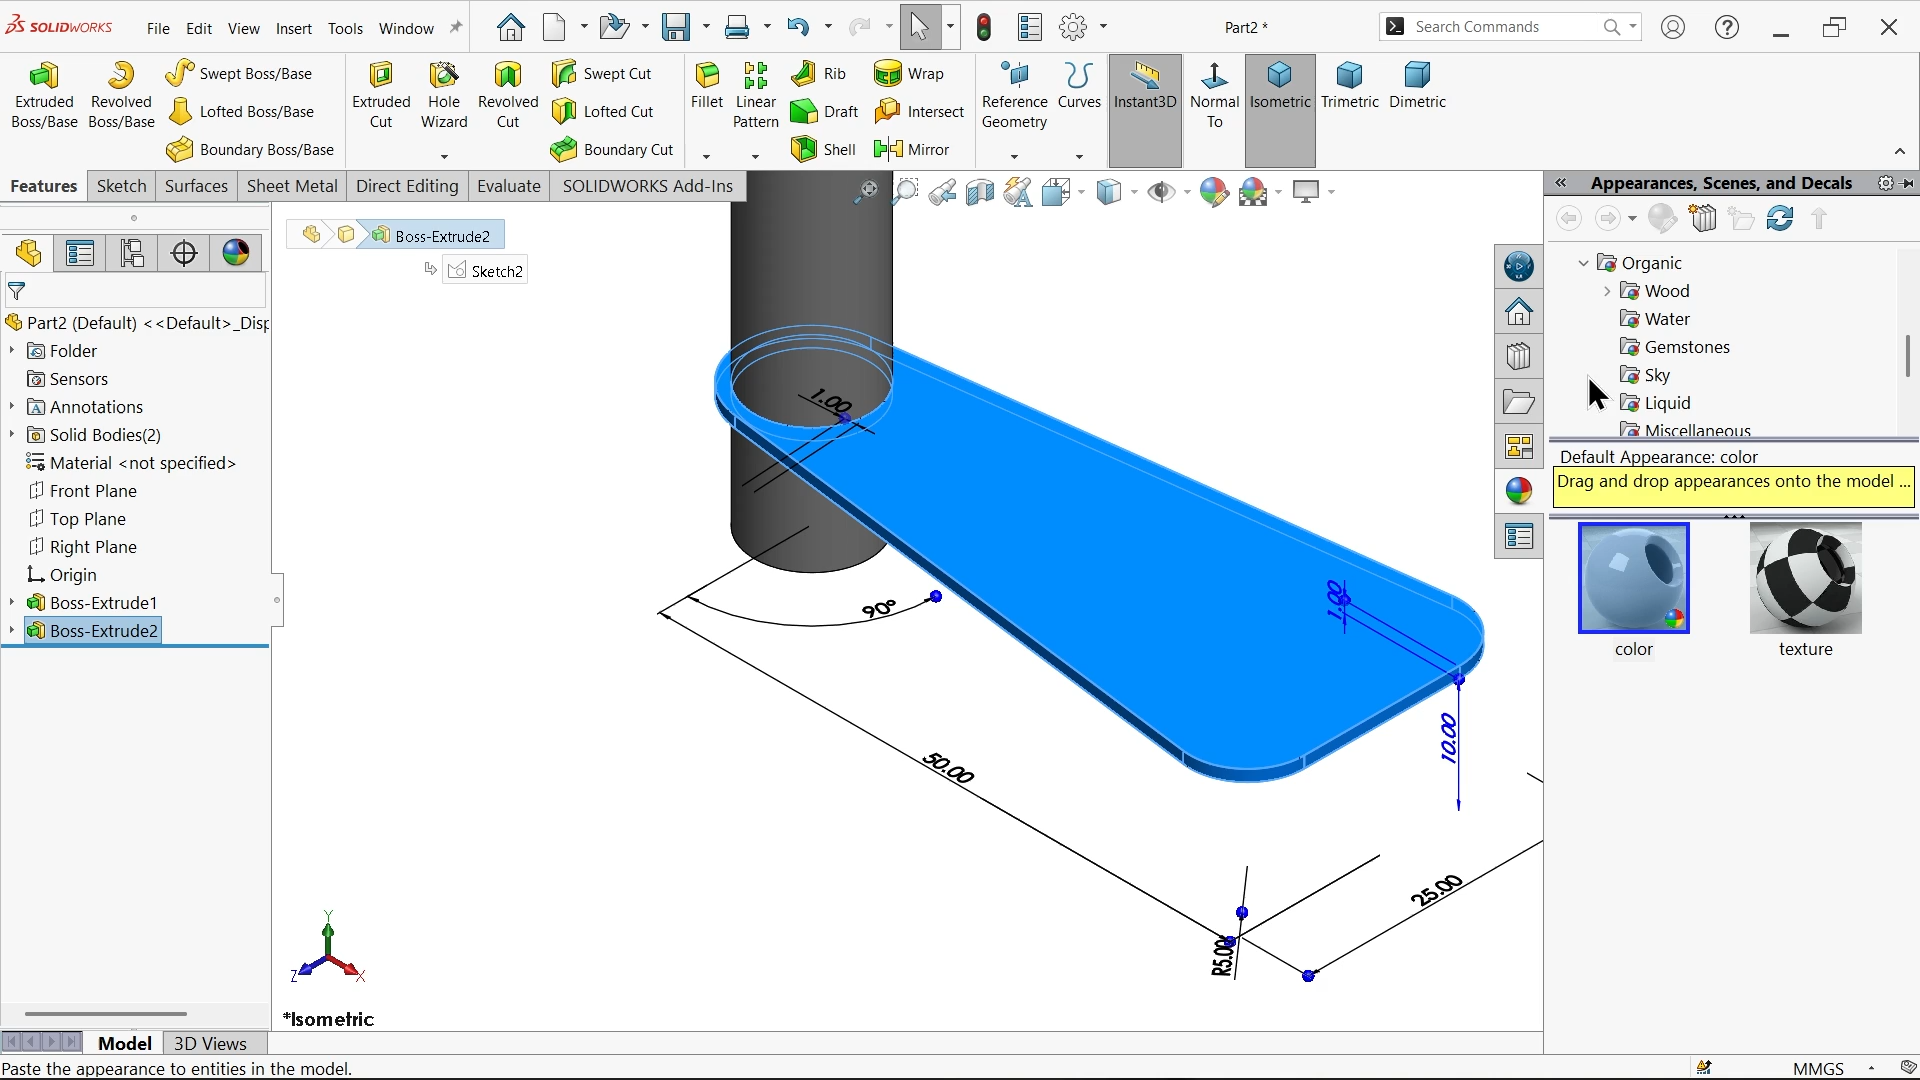 SOLIDWORKS File Edit View Insert Tools Window Part2 * Search Commands
Extruded Boss/Base
Revolved Boss/Base
Swept Boss/Base
Lofted Boss/Base
Boundary Boss/Base
Extruded Cut
Hole Wizard
Revolved Cut
Swept Cut
Lofted Cut
Boundary Cut
Fillet
Linear Pattern
Rib
Draft
Shell
Wrap
Intersect
Mirror
Reference Geometry
Curves
Instant3D
Normal To
Isometric
Trimetric
Dimetric
Features Sketch Surfaces Sheet Metal Direct Editing Evaluate SOLIDWORKS Add-Ins
Boss-Extrude2
Sketch2
Part2 (Default) <<Default>_Disp
Folder
Sensors
Annotations
Solid Bodies(2)
Material <not specified>
Front Plane
Top Plane
Right Plane
Origin
Boss-Extrude1
Boss-Extrude2
1.00
90°
50.00
1.00
10.00
25.00
R5.00
Y
Z
X
*Isometric
Appearances, Scenes, and Decals
Organic
Wood
Water
Gemstones
Sky
Liquid
Miscellaneous
Default Appearance: color
Drag and drop appearances onto the model ...
color
texture
Model 3D Views
Paste the appearance to entities in the model.
MMGS